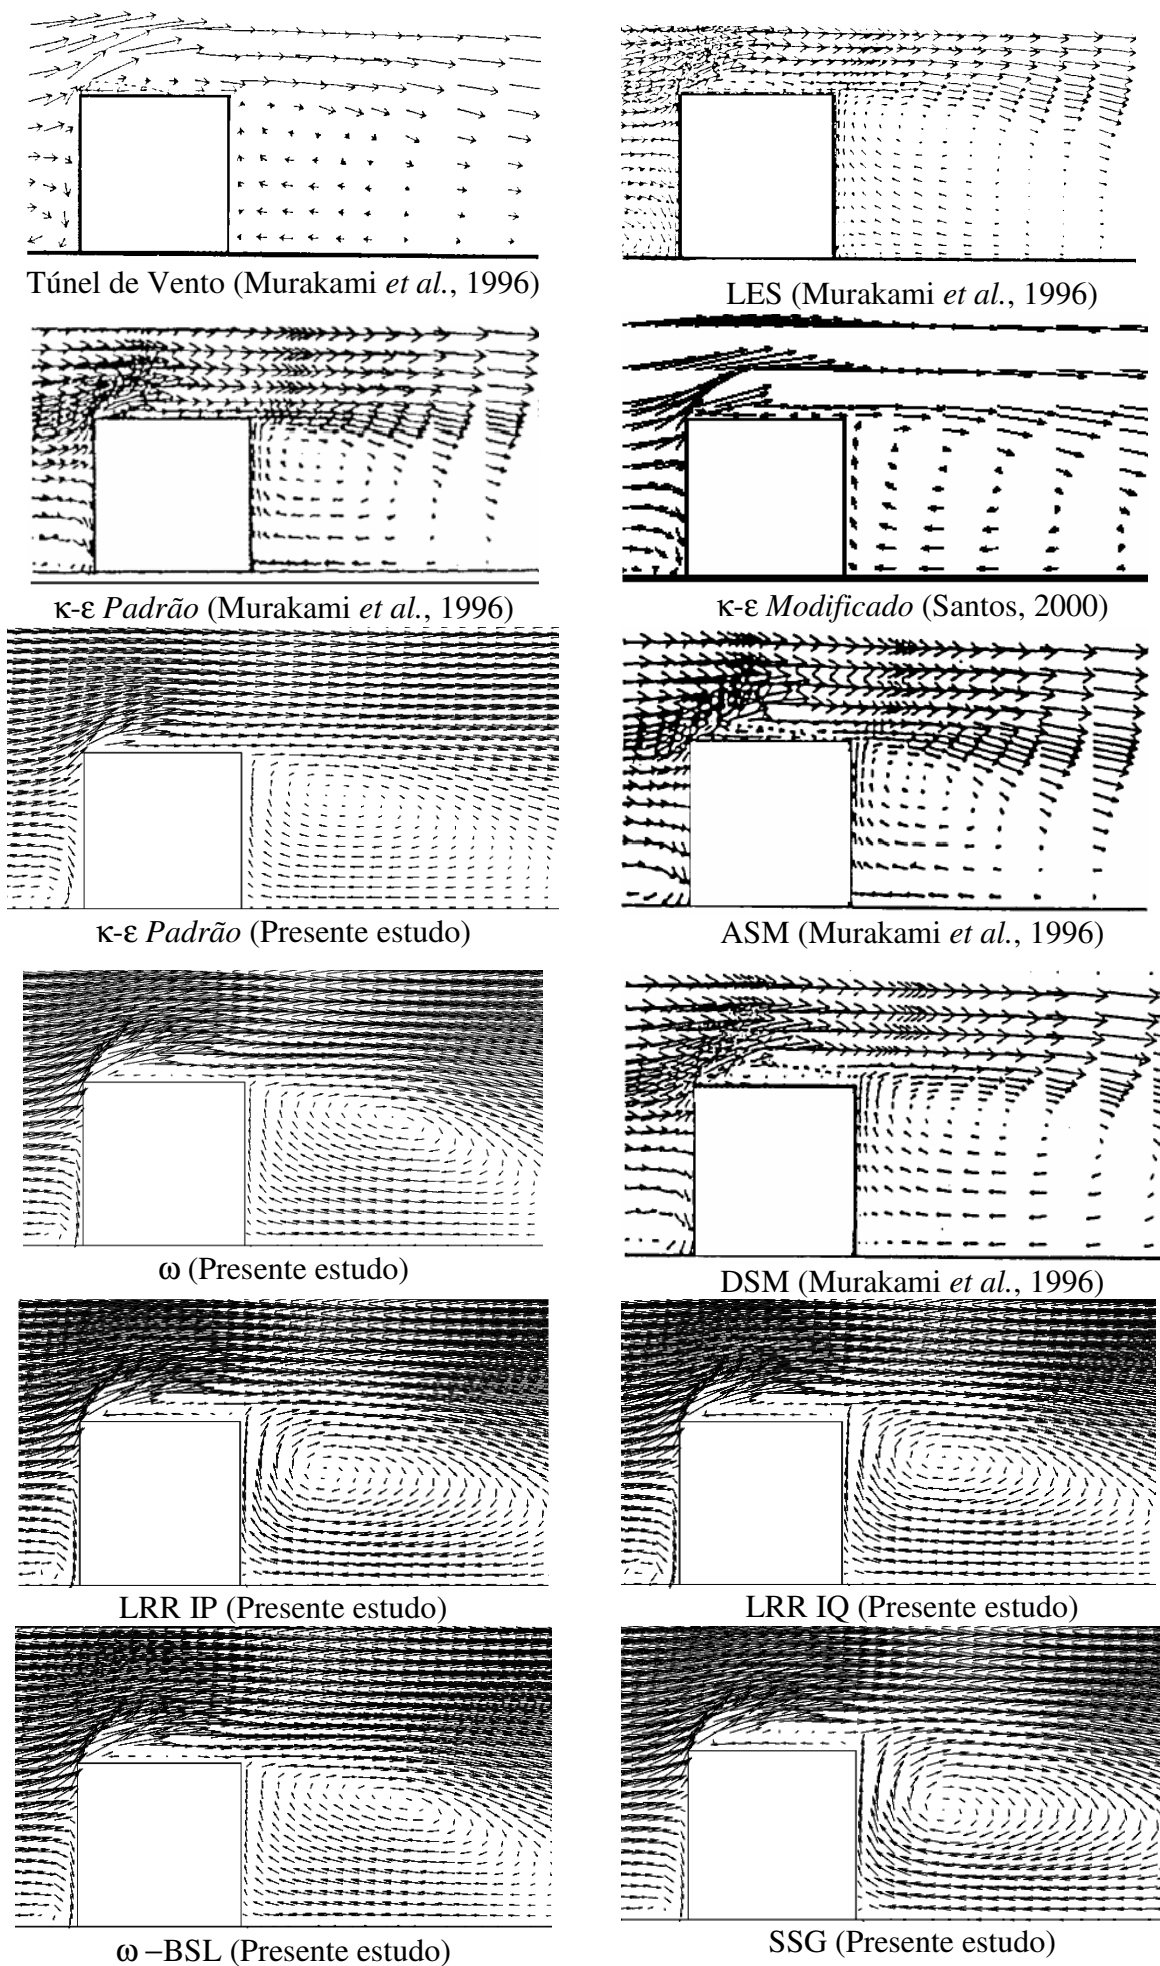 Túnel de Vento (Murakami et al., 1996)
LES (Murakami et al., 1996)
κ-ε Padrão (Murakami et al., 1996)
κ-ε Modificado (Santos, 2000)
κ-ε Padrão (Presente estudo)
ASM (Murakami et al., 1996)
ω (Presente estudo)
DSM (Murakami et al., 1996)
LRR IP (Presente estudo)
LRR IQ (Presente estudo)
ω –BSL (Presente estudo)
SSG (Presente estudo)